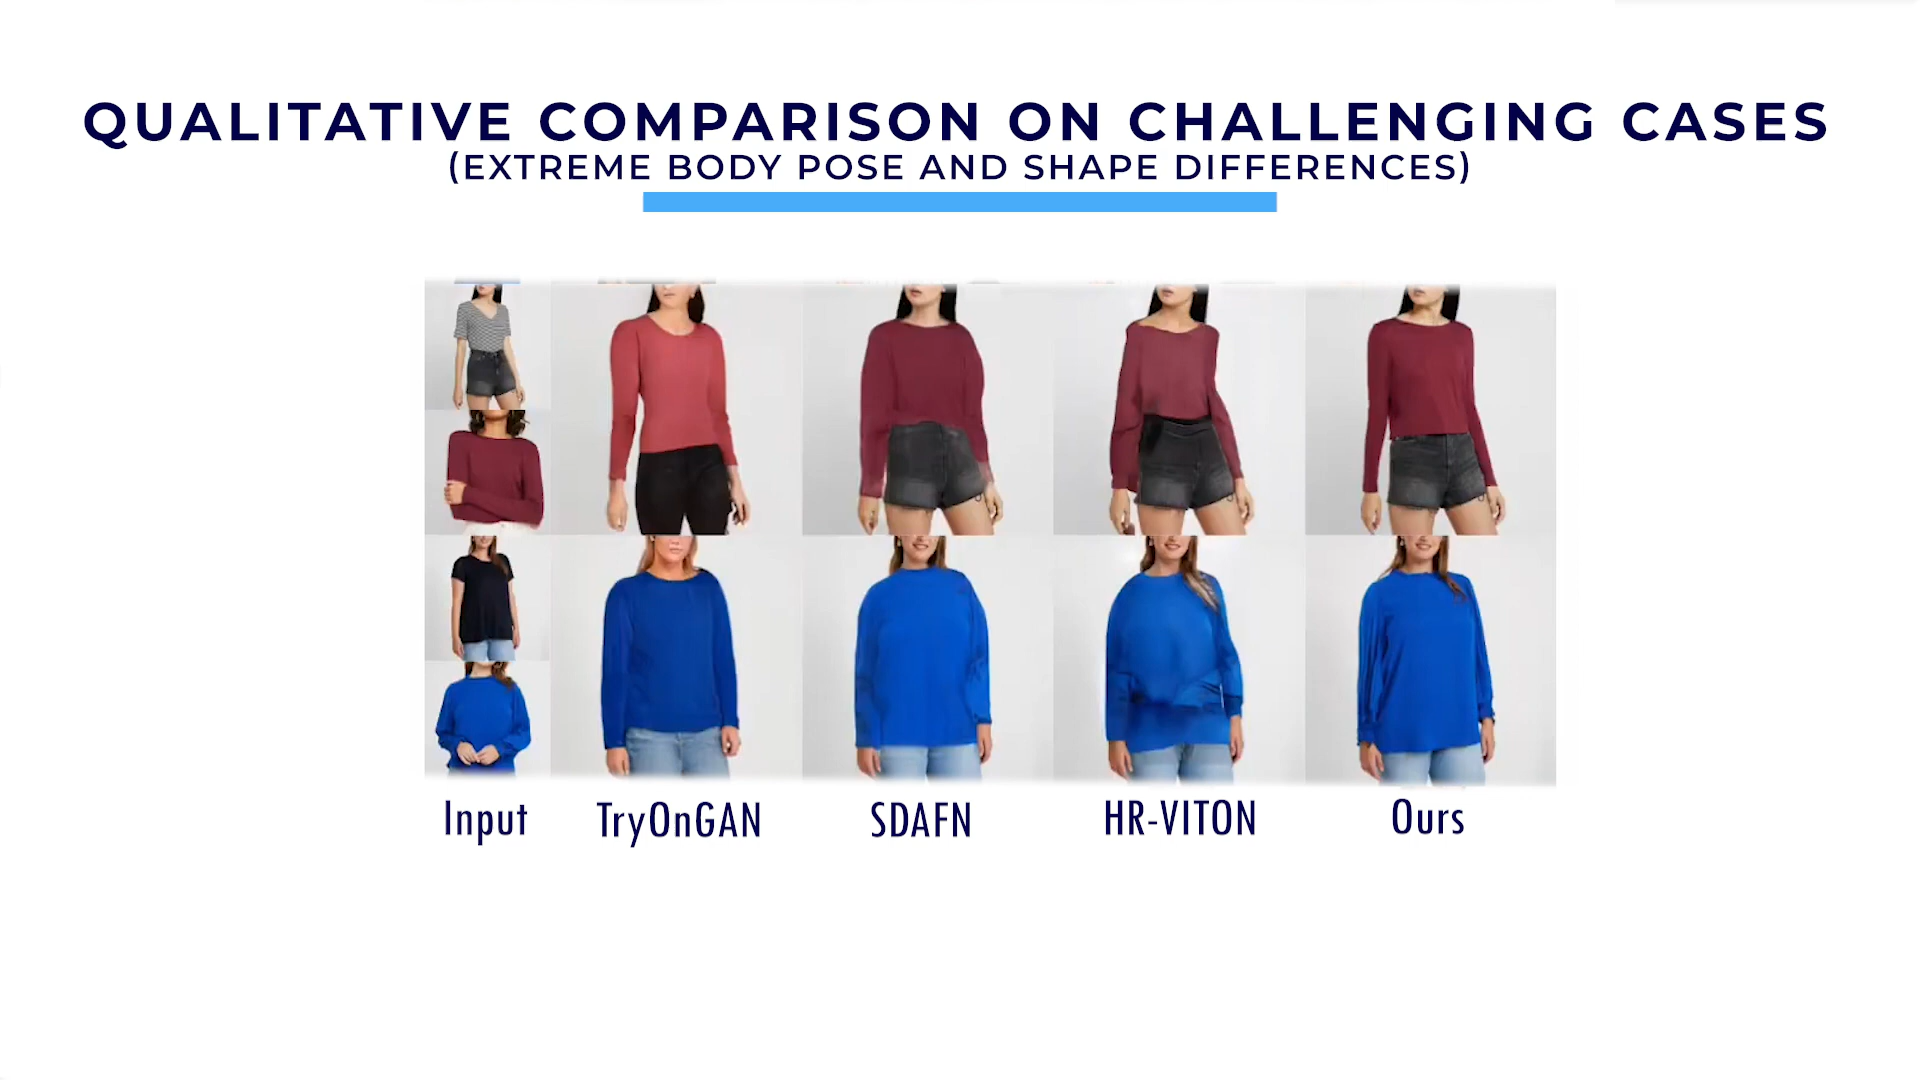 QUALITATIVE COMPARISON ON CHALLENGING CASES
(EXTREME BODY POSE AND SHAPE DIFFERENCES)
Input TryOnGAN SDAFN HR-VITON Ours